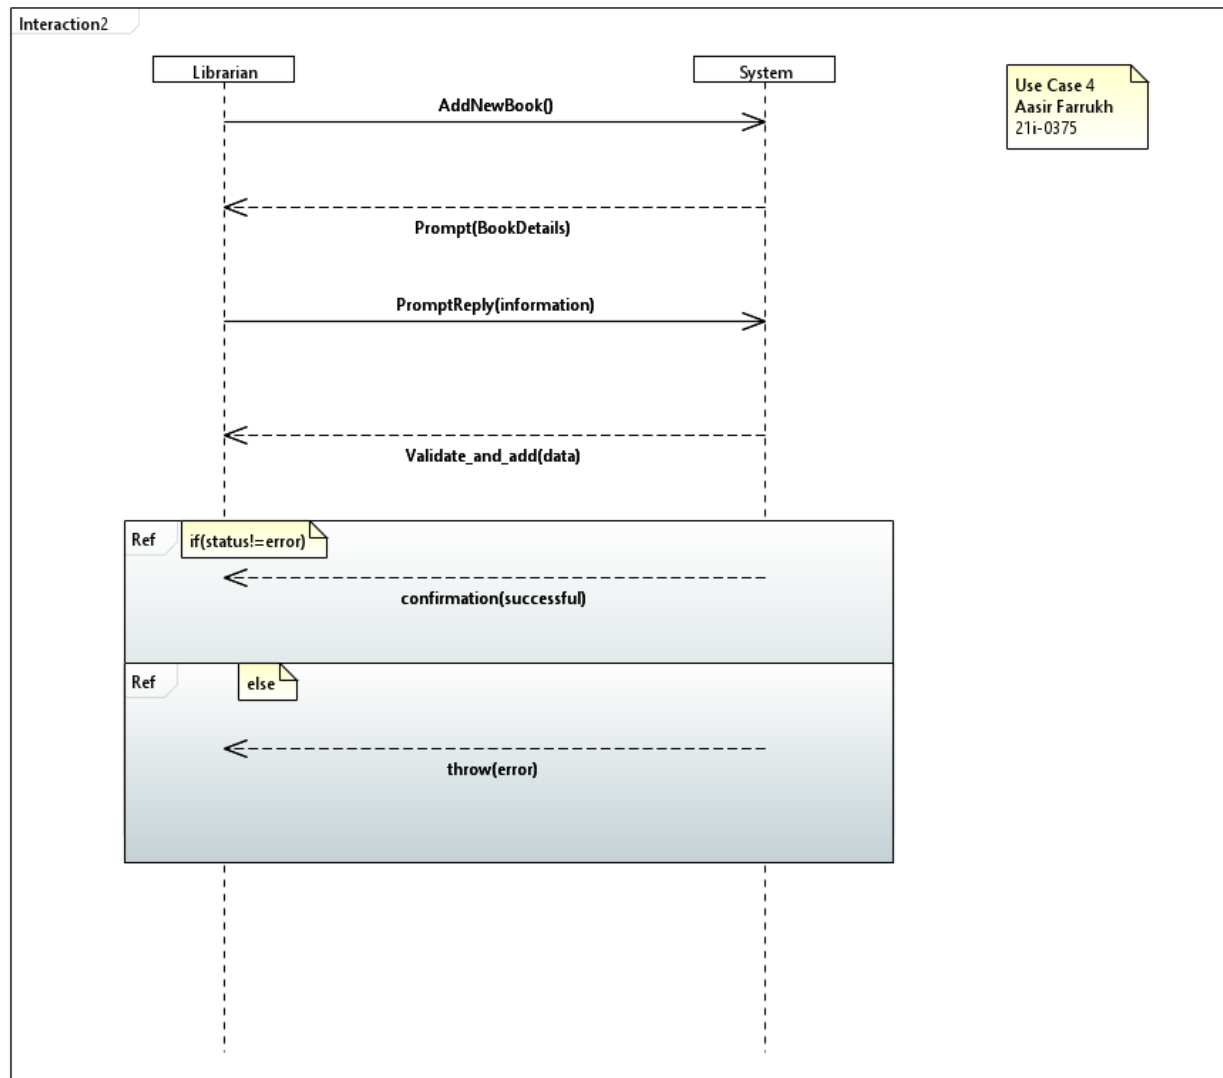 Interaction2
Librarian
System
Use Case 4
Aasir Farrukh
21i-0375
AddNewBook()
Prompt(BookDetails)
PromptReply(information)
Validate_and_add(data)
Ref
if(status!=error)
confirmation(successful)
Ref
else
throw(error)